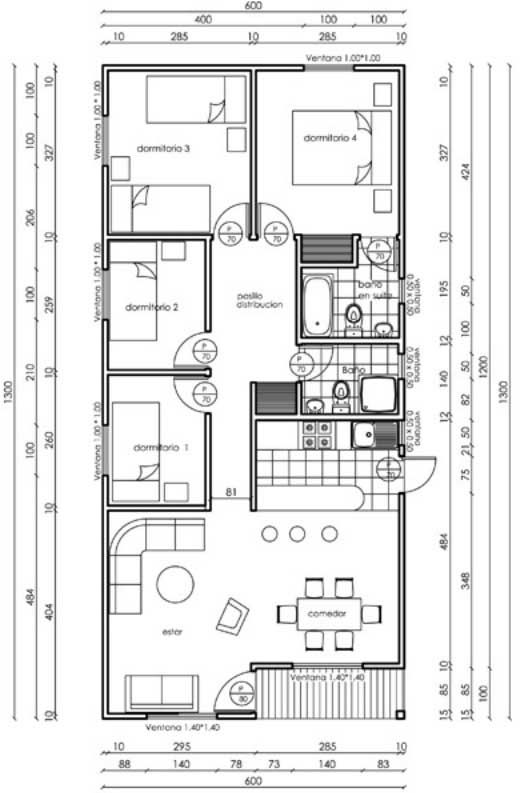 600
400 100 100
10 285 10 285 10
Ventana 1.00*1.00
100
100
206
100
210
100
484
1300
10
327
10
259
10
260
10
404
10
Ventana 1.00 * 1.00
dormitorio 3
dormitorio 4
P
70
P
70
P
70
Ventana 1.00 * 1.00
dormitorio 2
pasillo
distribucion
baño
en suite
ventana
0.50 x 0.50
P
70
P
70
Baño
ventana
0.50 x 0.50
P
70
Ventana 1.00 * 1.00
dormitorio 1
ventana
0.50 x 0.50
P
70
81
estar
comedor
P
80
Ventana 1.40*1.40
Ventana 1.40*1.40
10
327
10
195
12
140
12
484
10
85
15
424
50
100
50
82
50
21
75
348
85
15
1200
100
1300
10 295 285 10
88 140 78 73 140 83
600